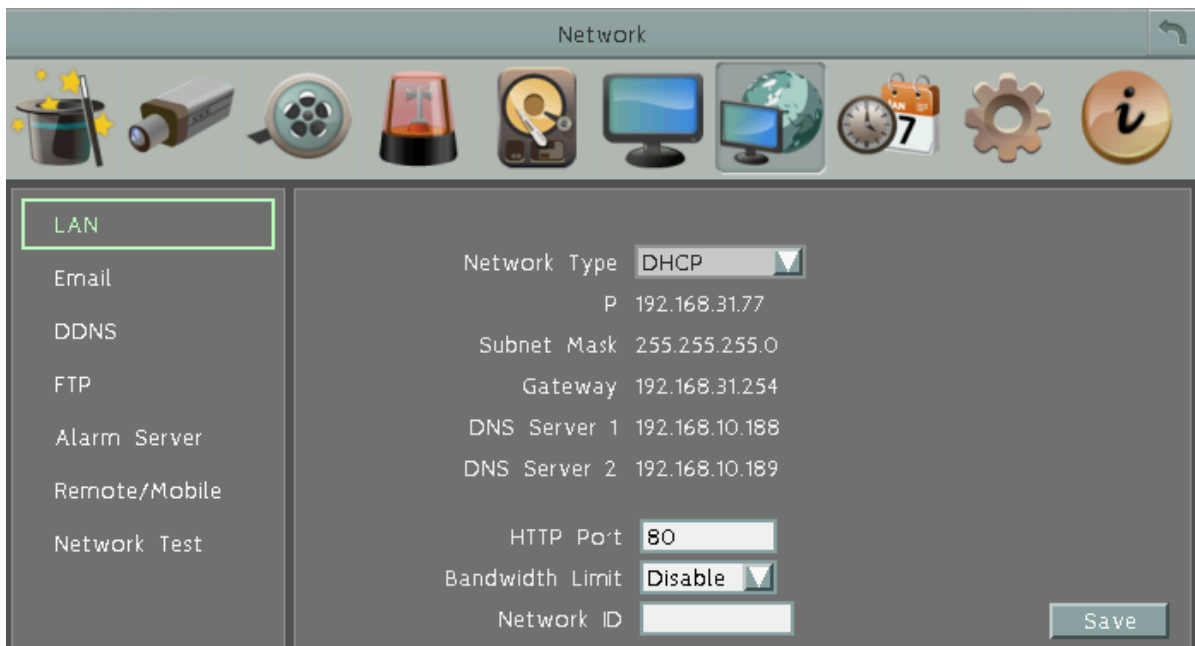 Network
7
i
LAN
Email
DDNS
FTP
Alarm Server
Remote/Mobile
Network Test
Network Type DHCP
P 192.168.31.77
Subnet Mask 255.255.255.0
Gateway 192.168.31.254
DNS Server 1 192.168.10.188
DNS Server 2 192.168.10.189
HTTP Port 80
Bandwidth Limit Disable
Network ID
Save